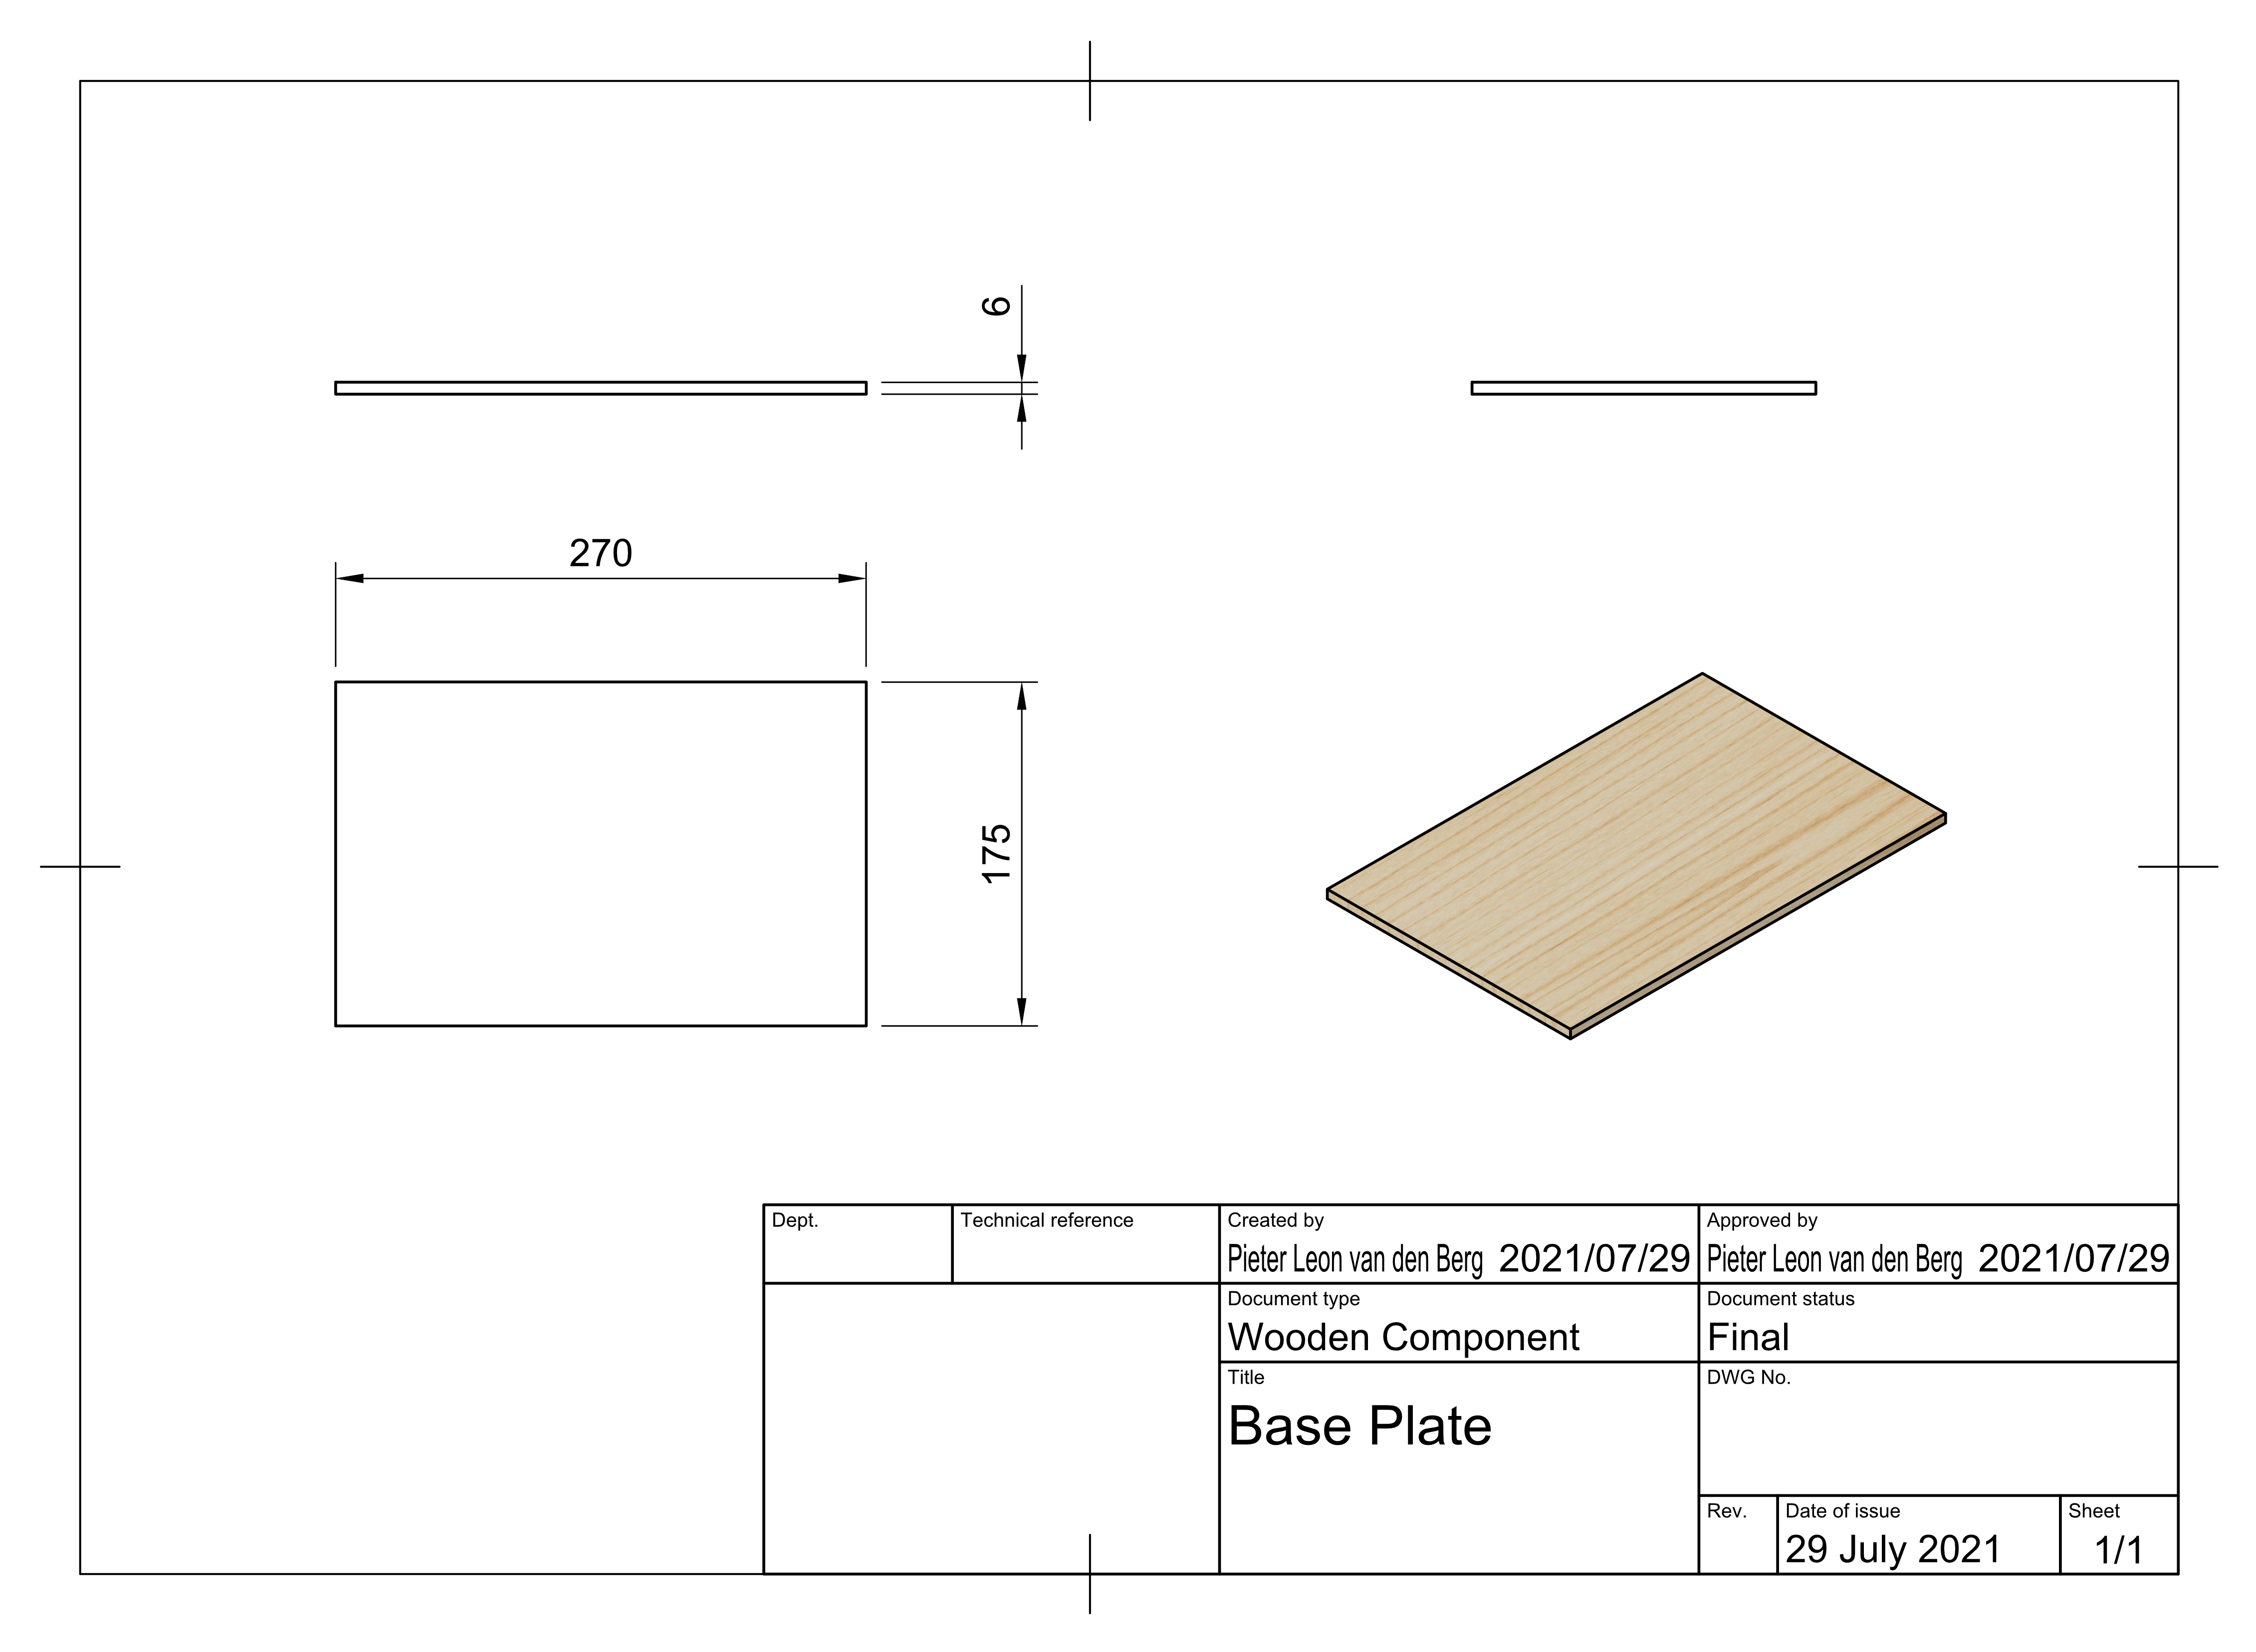 6
270
175
Dept.
Technical reference
Created by
Pieter Leon van den Berg 2021/07/29
Approved by
Pieter Leon van den Berg 2021/07/29
Document type
Wooden Component
Document status
Final
Title
Base Plate
DWG No.
Rev.
Date of issue
29 July 2021
Sheet
1/1